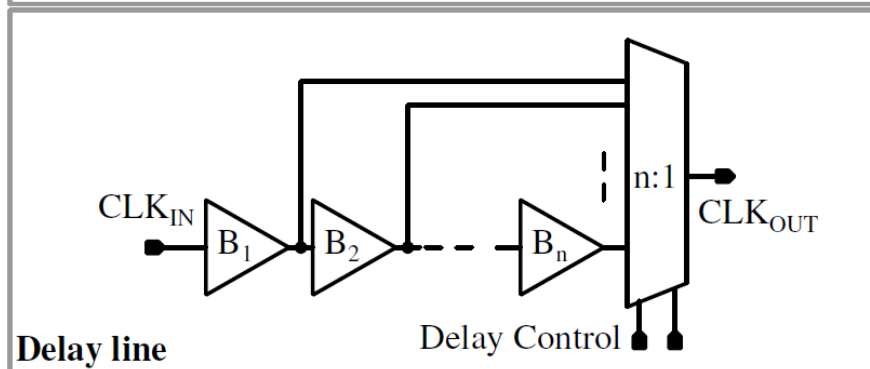 n:1
CLK_IN
B_1
B_2
B_n
CLK_OUT
Delay Control
Delay line